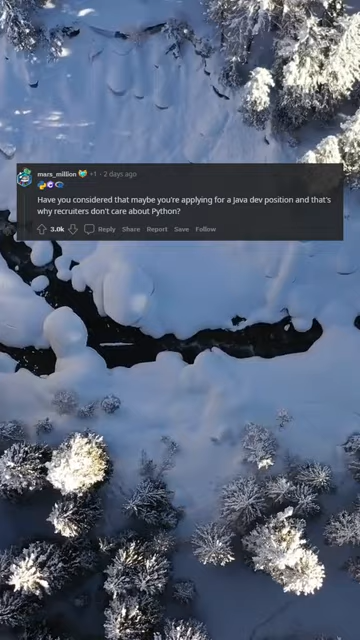 mars_million +1 · 2 days ago
Have you considered that maybe you're applying for a Java dev position and that's
why recruiters don't care about Python?
3.0k Reply Share Report Save Follow